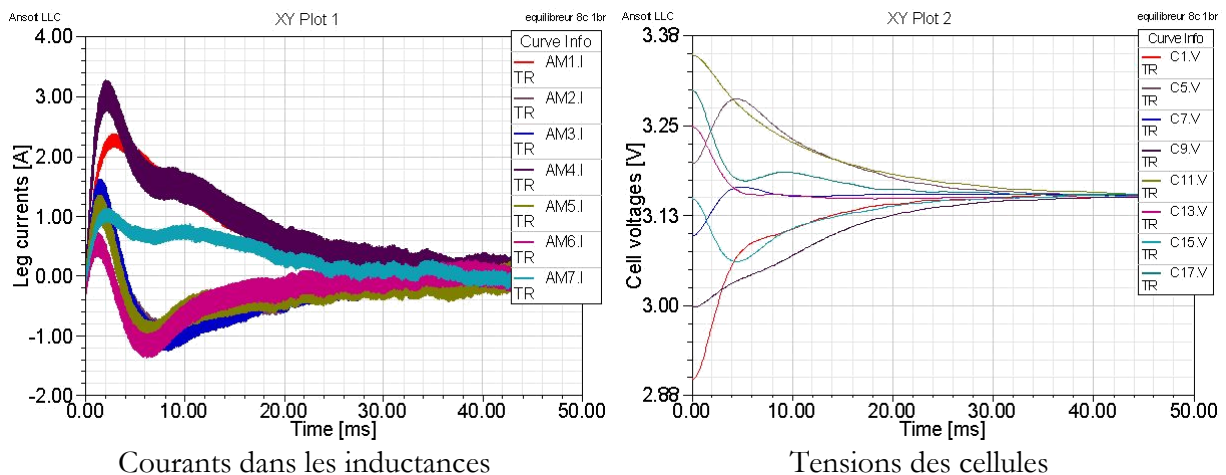 Ansoft LLC
XY Plot 1
equilibreur 8c 1br
4.00
3.00
2.00
1.00
0.00
-1.00
-2.00
Leg currents [A]
0.00
10.00
20.00
30.00
40.00
50.00
Time [ms]
Curve Info
AM1.I
TR
AM2.I
TR
AM3.I
TR
AM4.I
TR
AM5.I
TR
AM6.I
TR
AM7.I
TR
Courants dans les inductances
Ansoft LLC
XY Plot 2
equilibreur 8c 1br
3.38
3.25
3.13
3.00
2.88
Cell voltages [V]
0.00
10.00
20.00
30.00
40.00
50.00
Time [ms]
Curve Info
C1.V
TR
C5.V
TR
C7.V
TR
C9.V
TR
C11.V
TR
C13.V
TR
C15.V
TR
C17.V
TR
Tensions des cellules